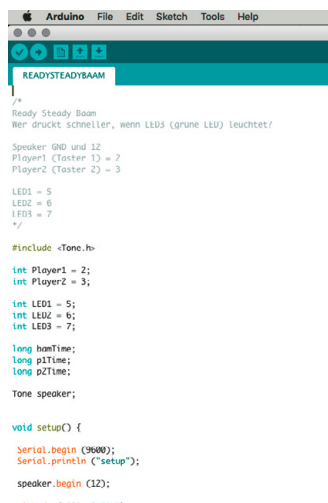 Arduino File Edit Sketch Tools Help
READYSTEADYBAAM
/*
Ready Steady Baam
Wer druckt schneller, wenn LED3 (grüne LED) leuchtet?
Speaker GND und 12
Player1 (Taster 1) = 2
Player2 (Taster 2) = 3
LED1 = 5
LED2 = 6
LED3 = 7
*/
#include <Tone.h>
int Player1 = 2;
int Player2 = 3;
int LED1 = 5;
int LED2 = 6;
int LED3 = 7;
long bamTime;
long p1Time;
long p2Time;
Tone speaker;
void setup() {
Serial.begin (9600);
Serial.println ("setup");
speaker.begin (12);